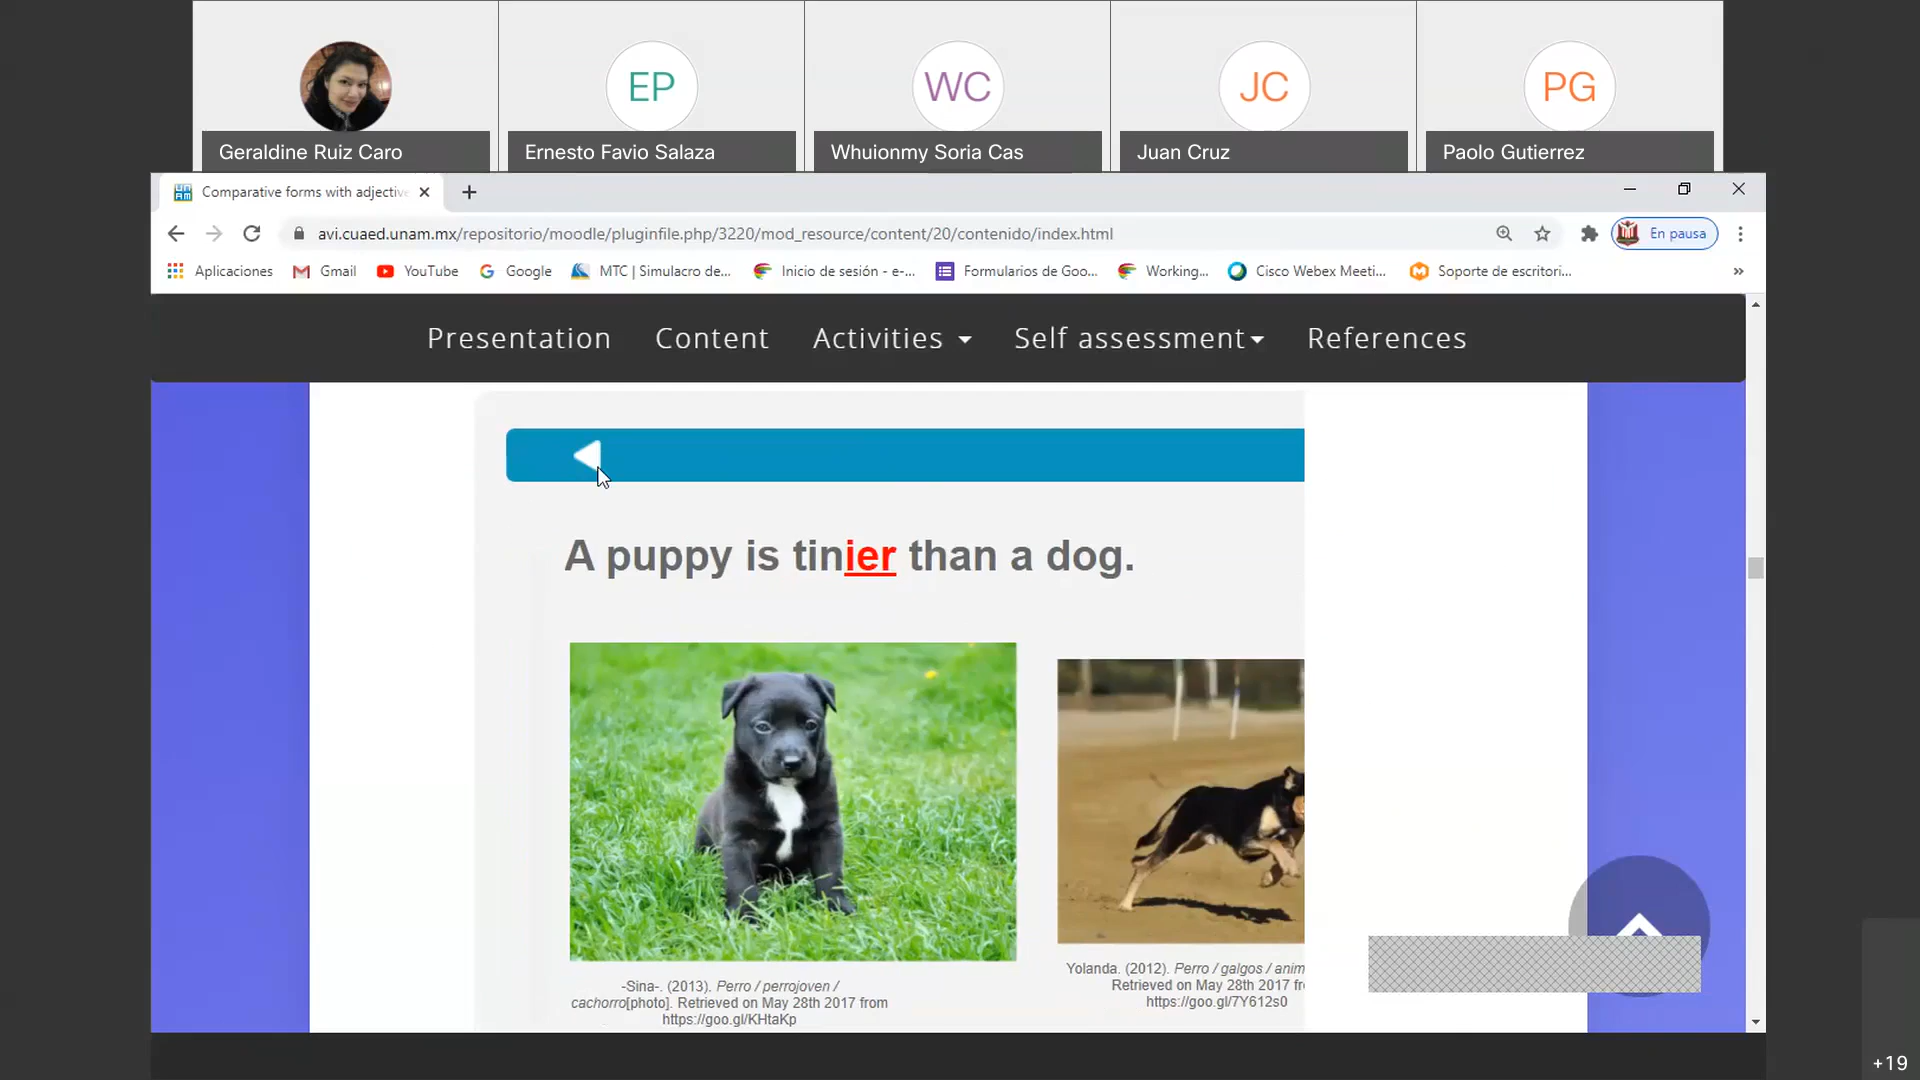 EP
WC
JC
PG
Geraldine Ruiz Caro
Ernesto Favio Salaza
Whuionmy Soria Cas
Juan Cruz
Paolo Gutierrez
Comparative forms with adjective
avi.cuaed.unam.mx/repositorio/moodle/pluginfile.php/3220/mod_resource/content/20/contenido/index.html
En pausa
Aplicaciones
Gmail
YouTube
Google
MTC | Simulacro de...
Inicio de sesión - e-...
Formularios de Goo...
Working...
Cisco Webex Meeti...
Soporte de escritori...
»
Presentation
Content
Activities
Self assessment
References
A puppy is tinier than a dog.
-Sina-. (2013). Perro / perrojoven /
cachorro[photo]. Retrieved on May 28th 2017 from
https://goo.gl/KHtaKp
Yolanda. (2012). Perro / galgos / anim
Retrieved on May 28th 2017 fr
https://goo.gl/7Y612s0
+19